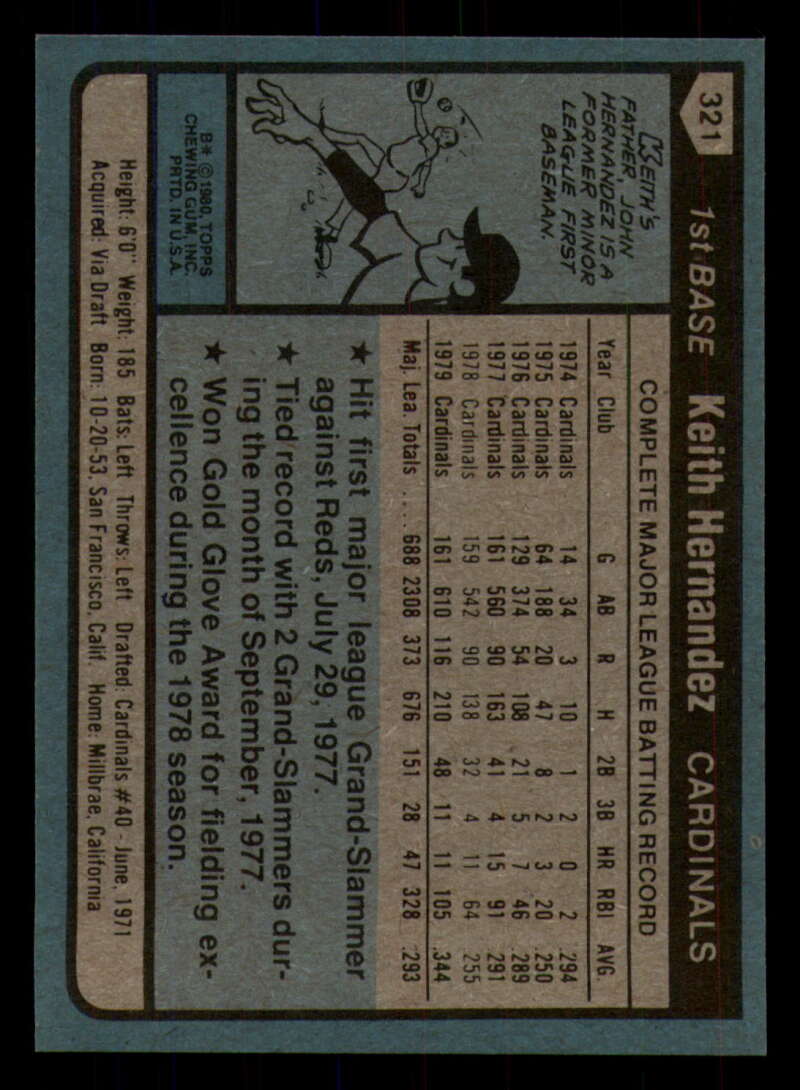 321
1st BASE Keith Hernandez CARDINALS
KEITH'S
FATHER, JOHN
HERNANDEZ IS A
FORMER MINOR
LEAGUE FIRST
BASEMAN.
B* ©1980, TOPPS
CHEWING GUM, INC.
PRTD. IN U.S.A.
COMPLETE MAJOR LEAGUE BATTING RECORD
Year Club G AB R H 2B 3B HR RBI AVG.
1974 Cardinals 14 34 3 10 1 2 0 2 .294
1975 Cardinals 64 188 20 47 8 2 3 20 .250
1976 Cardinals 129 374 54 108 21 5 7 46 .289
1977 Cardinals 161 560 90 163 41 4 15 91 .291
1978 Cardinals 159 542 90 138 32 4 11 64 .255
1979 Cardinals 161 610 116 210 48 11 11 105 .344
Maj. Lea. Totals .... 688 2308 373 676 151 28 47 328 .293
★ Hit first major league Grand-Slammer
against Reds, July 29, 1977.
★ Tied record with 2 Grand-Slammers dur-
ing the month of September, 1977.
★ Won Gold Glove Award for fielding ex-
cellence during the 1978 season.
Height: 6'0" Weight: 185 Bats: Left Throws: Left Drafted: Cardinals #40 - June, 1971
Acquired: Via Draft Born: 10-20-53, San Francisco, Calif. Home: Millbrae, California